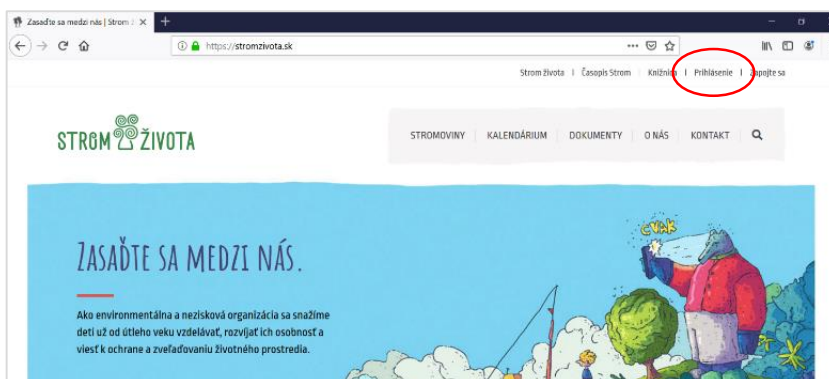 Zasaďte sa medzi nás | Strom ž
https://stromzivota.sk
Strom života | Časopis Strom | Knižnica | Prihlásenie | Zapojte sa
STROM ŽIVOTA
STROMOVINY | KALENDÁRIUM | DOKUMENTY | O NÁS | KONTAKT
CVAK
ZASAĎTE SA MEDZI NÁS.
Ako environmentálna a nezisková organizácia sa snažíme
deti už od útleho veku vzdelávať, rozvíjať ich osobnosť a
viesť k ochrane a zveľaďovaniu životného prostredia.